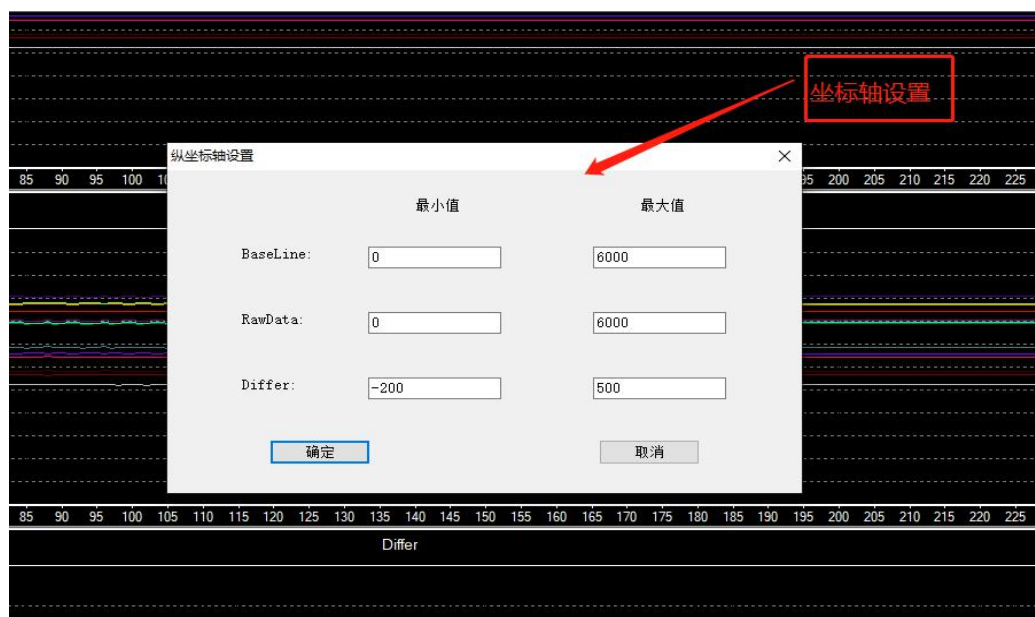 坐标轴设置
纵坐标轴设置
85 90 95 100 10
95 200 205 210 215 220 225
最小值 最大值
BaseLine: 0 6000
RawData: 0 6000
Differ: -200 500
确定 取消
85 90 95 100 105 110 115 120 125 130 135 140 145 150 155 160 165 170 175 180 185 190 195 200 205 210 215 220 225
Differ